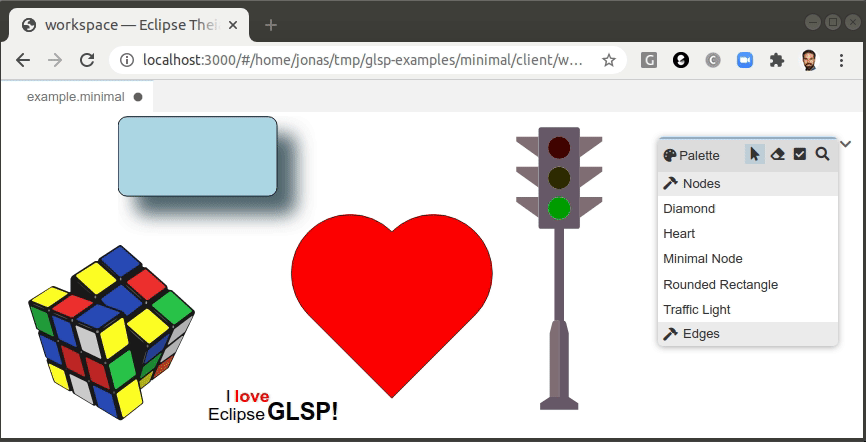 workspace — Eclipse Thei
localhost:3000/#/home/jonas/tmp/glsp-examples/minimal/client/w…
G
C
example.minimal
Palette
Nodes
Diamond
Heart
Minimal Node
Rounded Rectangle
Traffic Light
Edges
I love
Eclipse GLSP!